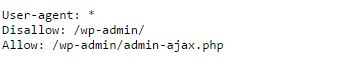 User-agent: *
Disallow: /wp-admin/
Allow: /wp-admin/admin-ajax.php